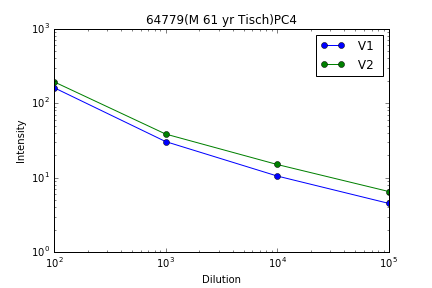 64779(M 61 yr Tisch)PC4
10³
V1
V2
10²
Intensity
10¹
10⁰
10² 10³ 10⁴ 10⁵
Dilution